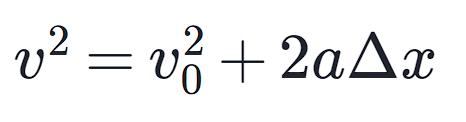 v² = v₀² + 2aΔx